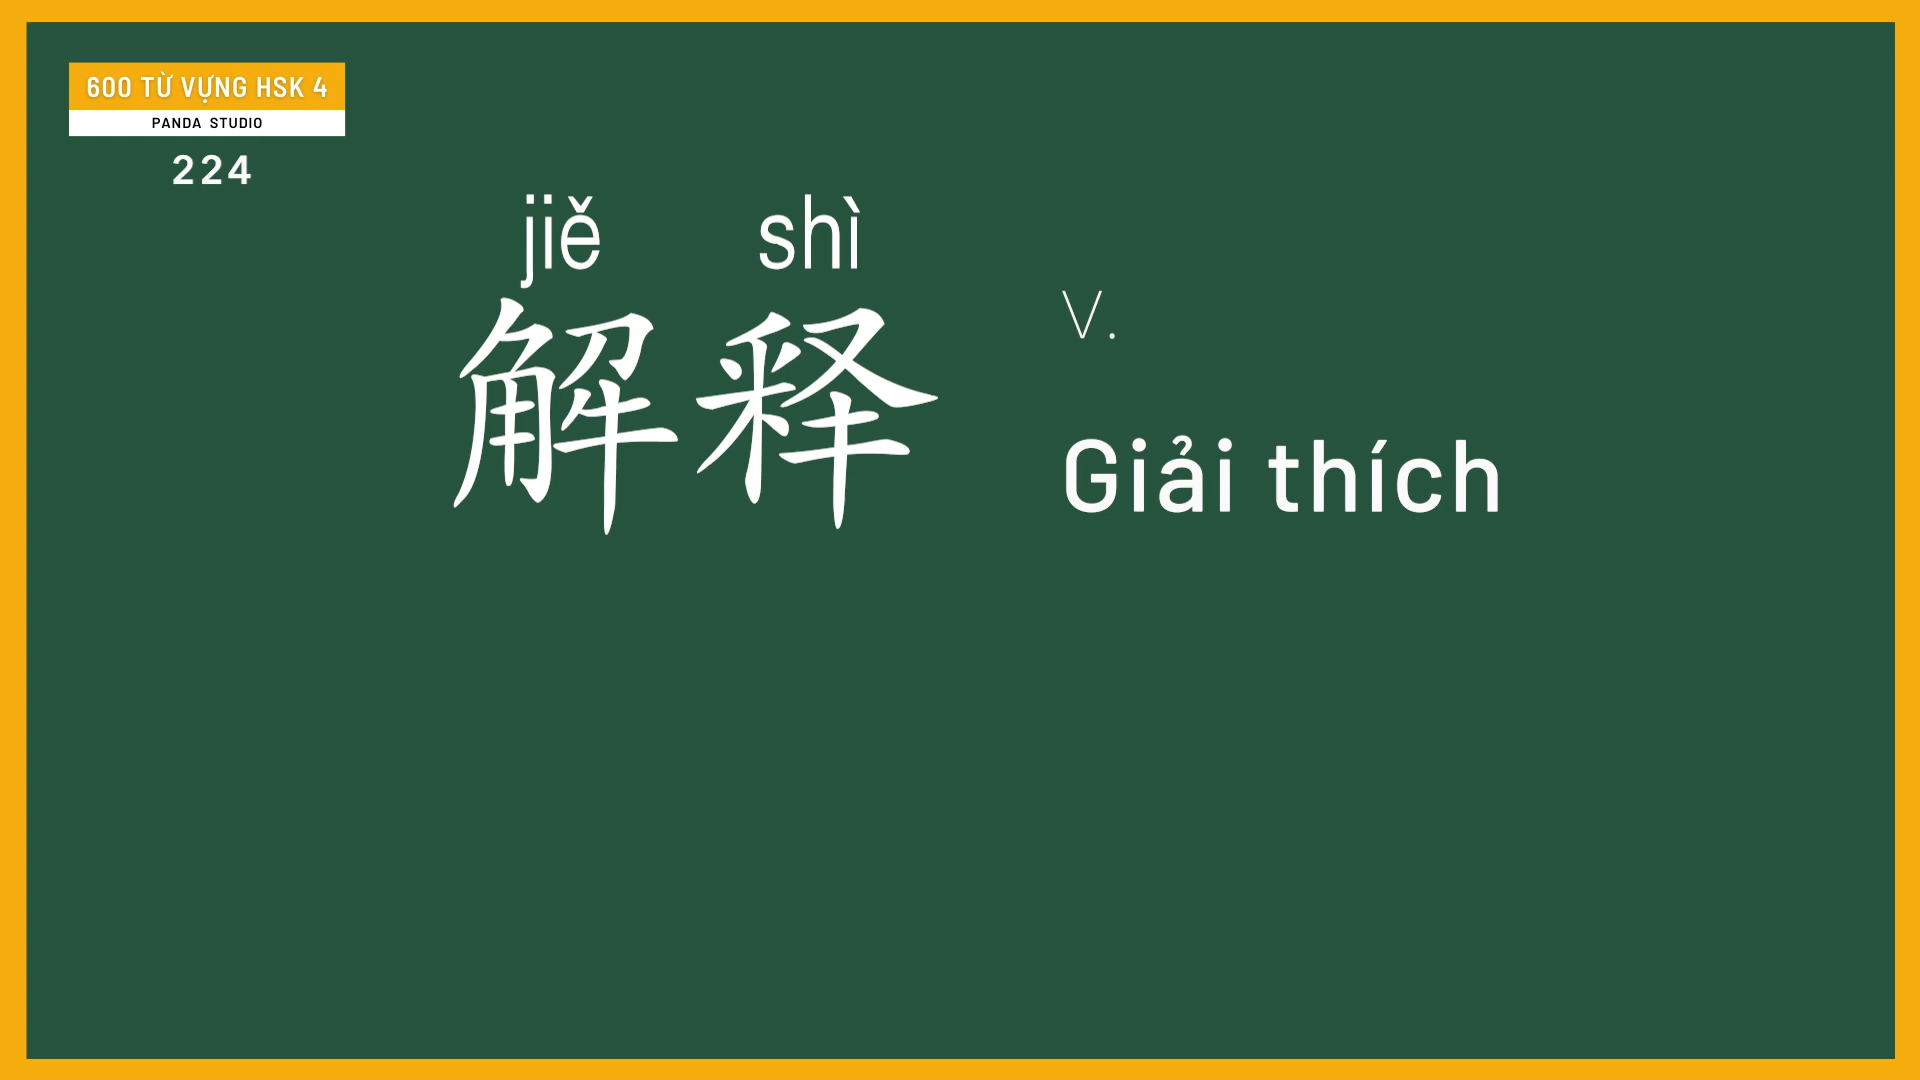 600 TỪ VỰNG HSK 4
PANDA STUDIO
224
jiě shì
解释
V.
Giải thích